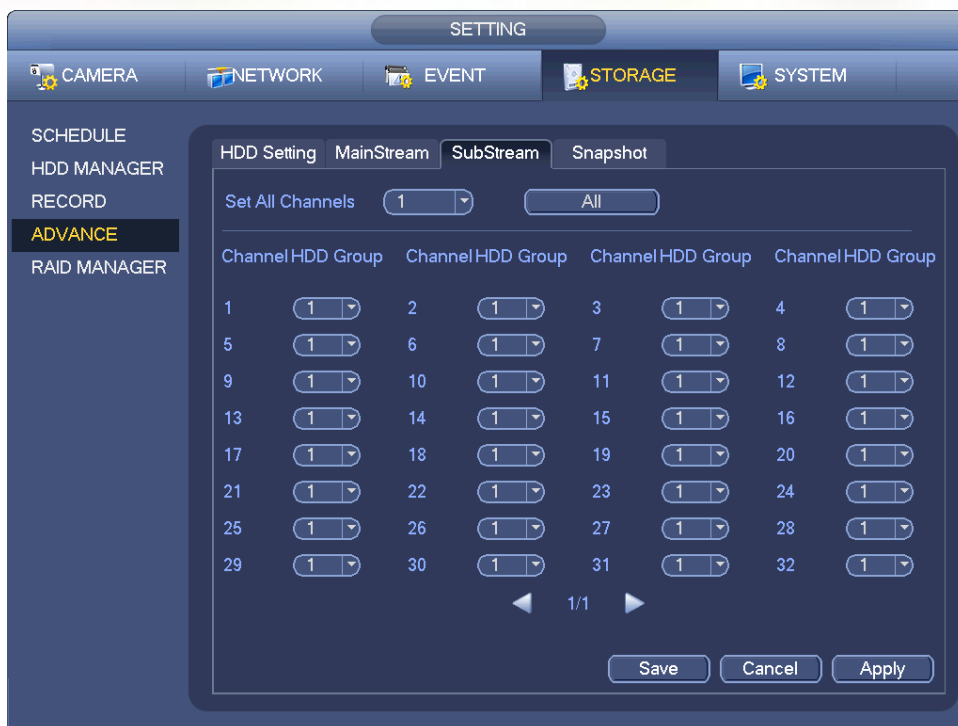 SETTING
CAMERA NETWORK EVENT STORAGE SYSTEM
SCHEDULE
HDD MANAGER
RECORD
ADVANCE
RAID MANAGER
HDD Setting MainStream SubStream Snapshot
Set All Channels 1 All
Channel HDD Group Channel HDD Group Channel HDD Group Channel HDD Group
1 1 2 1 3 1 4 1
5 1 6 1 7 1 8 1
9 1 10 1 11 1 12 1
13 1 14 1 15 1 16 1
17 1 18 1 19 1 20 1
21 1 22 1 23 1 24 1
25 1 26 1 27 1 28 1
29 1 30 1 31 1 32 1
1/1
Save Cancel Apply